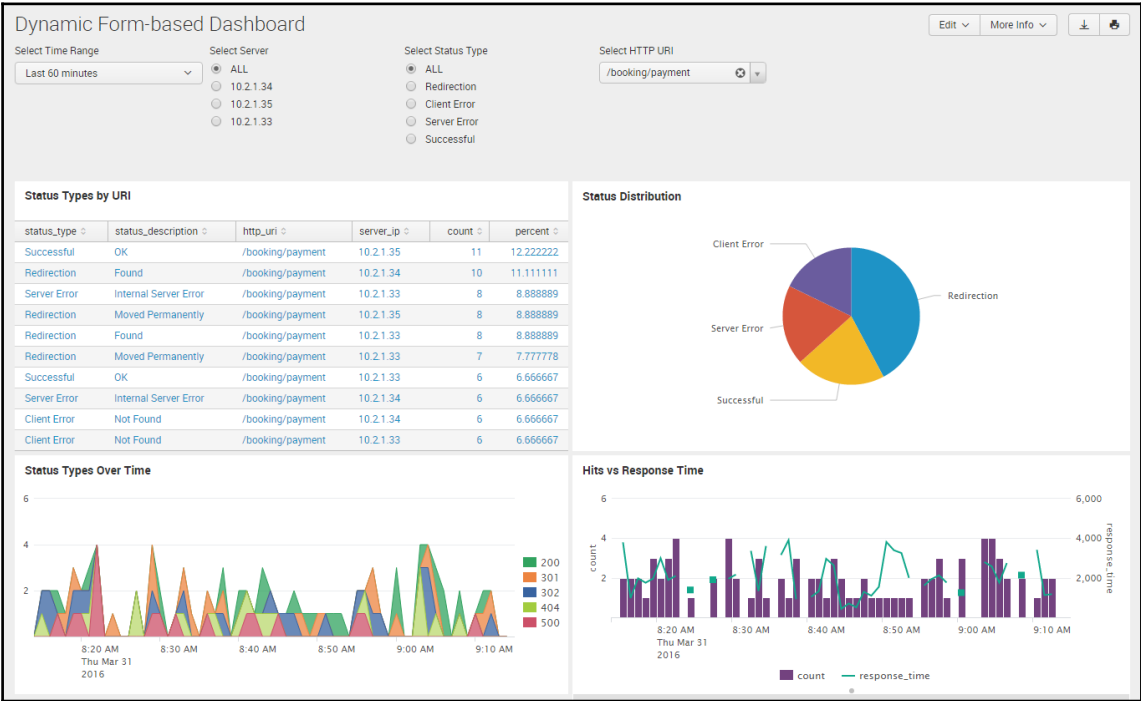 Dynamic Form-based Dashboard
Edit More Info
Select Time Range Select Server Select Status Type Select HTTP URI
Last 60 minutes ALL ALL /booking/payment
10.2.1.34 Redirection
10.2.1.35 Client Error
10.2.1.33 Server Error
Successful
Status Types by URI
status_type status_description http_uri server_ip count percent
Successful OK /booking/payment 10.2.1.35 11 12.222222
Redirection Found /booking/payment 10.2.1.34 10 11.111111
Server Error Internal Server Error /booking/payment 10.2.1.33 8 8.888889
Redirection Moved Permanently /booking/payment 10.2.1.35 8 8.888889
Redirection Found /booking/payment 10.2.1.33 8 8.888889
Redirection Moved Permanently /booking/payment 10.2.1.33 7 7.777778
Successful OK /booking/payment 10.2.1.33 6 6.666667
Server Error Internal Server Error /booking/payment 10.2.1.34 6 6.666667
Client Error Not Found /booking/payment 10.2.1.34 6 6.666667
Client Error Not Found /booking/payment 10.2.1.33 6 6.666667
Status Distribution
Client Error
Redirection
Server Error
Successful
Status Types Over Time
6
4
2
200
301
302
404
500
8:20 AM 8:30 AM 8:40 AM 8:50 AM 9:00 AM 9:10 AM
Thu Mar 31
2016
Hits vs Response Time
6 6,000
4 4,000
2 2,000
count
response_time
8:20 AM 8:30 AM 8:40 AM 8:50 AM 9:00 AM 9:10 AM
Thu Mar 31
2016
count response_time